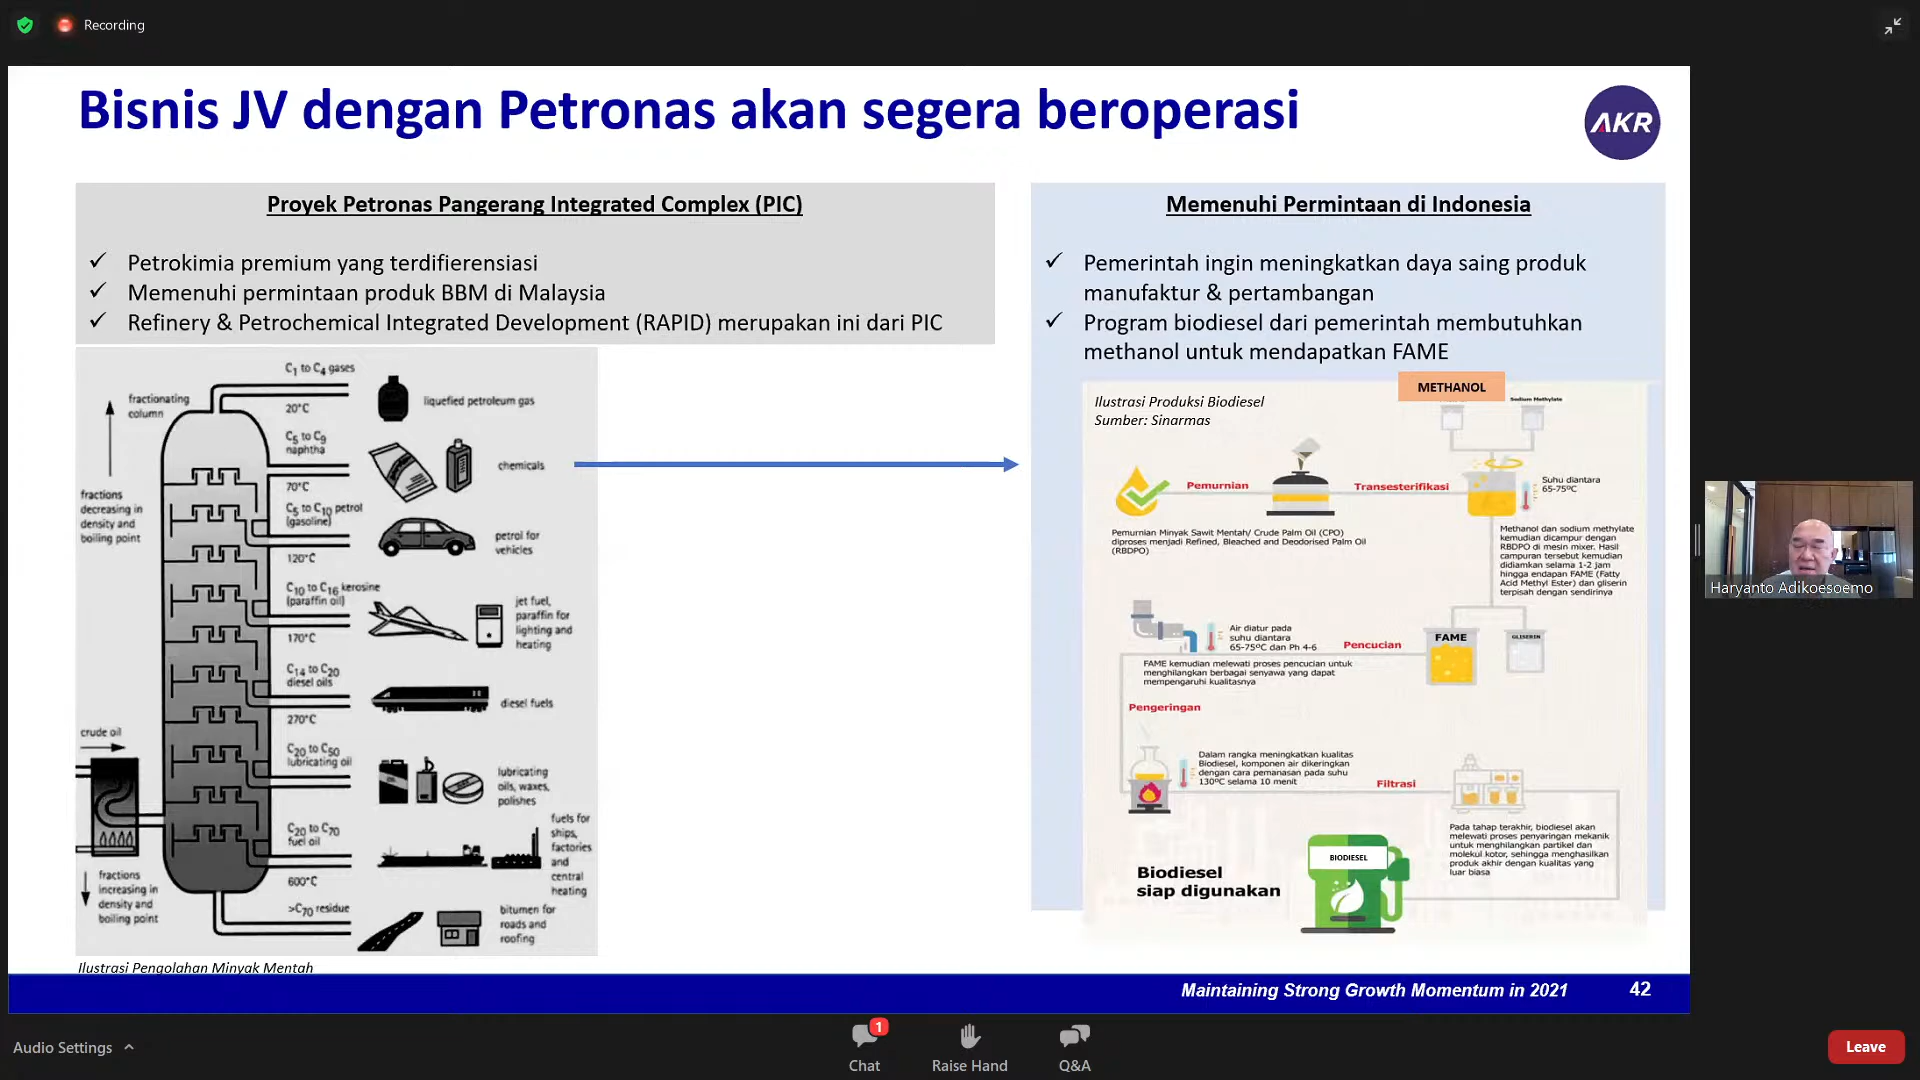 Recording
Bisnis JV dengan Petronas akan segera beroperasi
AKR
Proyek Petronas Pangerang Integrated Complex (PIC)
✓ Petrokimia premium yang terdifierensiasi
✓ Memenuhi permintaan produk BBM di Malaysia
✓ Refinery & Petrochemical Integrated Development (RAPID) merupakan ini dari PIC
fractionating
column
fractions
decreasing in
density and
boiling point
crude oil
fractions
increasing in
density and
boiling point
C₁ to C₄ gases
20°C
liquefied petroleum gas
C₅ to C₉
naphtha
70°C
chemicals
C₅ to C₁₀ petrol
(gasoline)
120°C
petrol for
vehicles
C₁₀ to C₁₆ kerosine
(paraffin oil)
170°C
jet fuel,
paraffin for
lighting and
heating
C₁₄ to C₂₀
diesel oils
270°C
diesel fuels
C₂₀ to C₅₀
lubricating oil
lubricating
oils, waxes,
polishes
C₂₀ to C₇₀
fuel oil
600°C
fuels for
ships,
factories
and
central
heating
>C₇₀ residue
bitumen for
roads and
roofing
Ilustrasi Pengolahan Minyak Mentah
Memenuhi Permintaan di Indonesia
✓ Pemerintah ingin meningkatkan daya saing produk
manufaktur & pertambangan
✓ Program biodiesel dari pemerintah membutuhkan
methanol untuk mendapatkan FAME
Ilustrasi Produksi Biodiesel
Sumber: Sinarmas
METHANOL
Sodium Methylate
Pemurnian
Transesterifikasi
Suhu diantara
65-75ºC
Pemurnian Minyak Sawit Mentah/ Crude Palm Oil (CPO)
diproses menjadi Refined, Bleached and Deodorised Palm Oil
(RBDPO)
Methanol dan sodium methylate
kemudian dicampur dengan
RBDPO di mesin mixer. Hasil
campuran tersebut kemudian
didiamkan selama 1-2 jam
hingga endapan FAME (Fatty
Acid Methyl Ester) dan gliserin
terpisah dengan sendirinya
Air diatur pada
suhu diantara
65-75ºC dan Ph 4-6
Pencucian
FAME
GLISERIN
FAME kemudian melewati proses pencucian untuk
menghilangkan berbagai senyawa yang dapat
mempengaruhi kualitasnya
Pengeringan
Dalam rangka meningkatkan kualitas
Biodiesel, komponen air dikeringkan
dengan cara pemanasan pada suhu
130ºC selama 10 menit
Filtrasi
Pada tahap terakhir, biodiesel akan
melewati proses penyaringan mekanik
untuk menghilangkan partikel dan
molekul kotor, sehingga menghasilkan
produk akhir dengan kualitas yang
luar biasa
Biodiesel
siap digunakan
BIODIESEL
Maintaining Strong Growth Momentum in 2021
42
Haryanto Adikoesoemo
Audio Settings
1
Chat
Raise Hand
Q&A
Leave